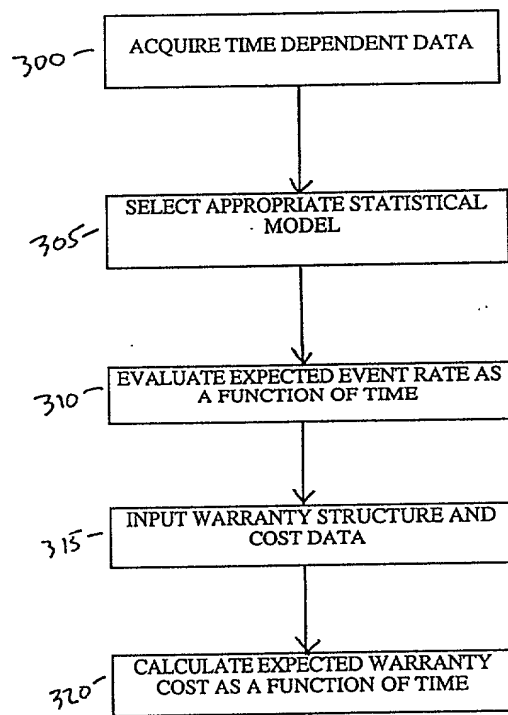 300
ACQUIRE TIME DEPENDENT DATA
305
SELECT APPROPRIATE STATISTICAL
MODEL
310
EVALUATE EXPECTED EVENT RATE AS
A FUNCTION OF TIME
315
INPUT WARRANTY STRUCTURE AND
COST DATA
320
CALCULATE EXPECTED WARRANTY
COST AS A FUNCTION OF TIME